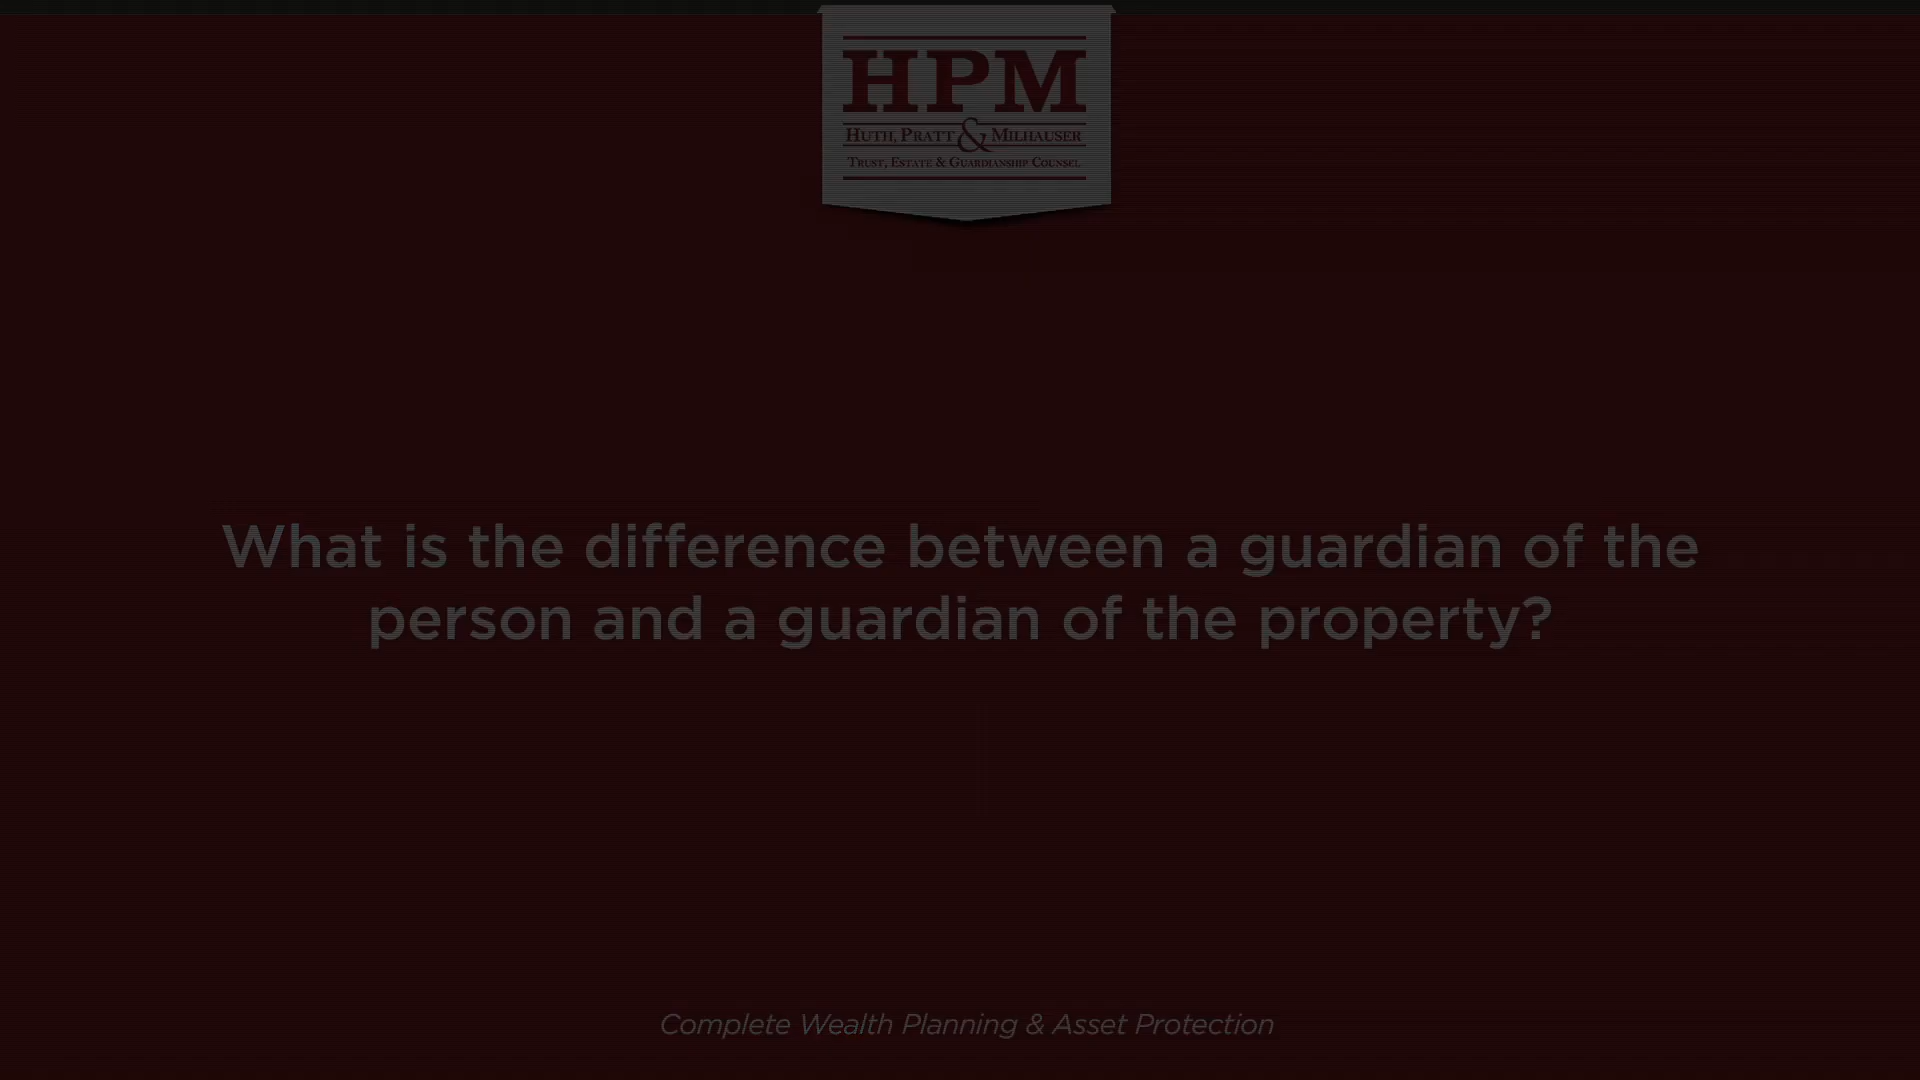 HPM
HUTH, PRATT & MILHAUSER
TRUST, ESTATE & GUARDIANSHIP COUNSEL
What is the difference between a guardian of the
person and a guardian of the property?
Complete Wealth Planning & Asset Protection